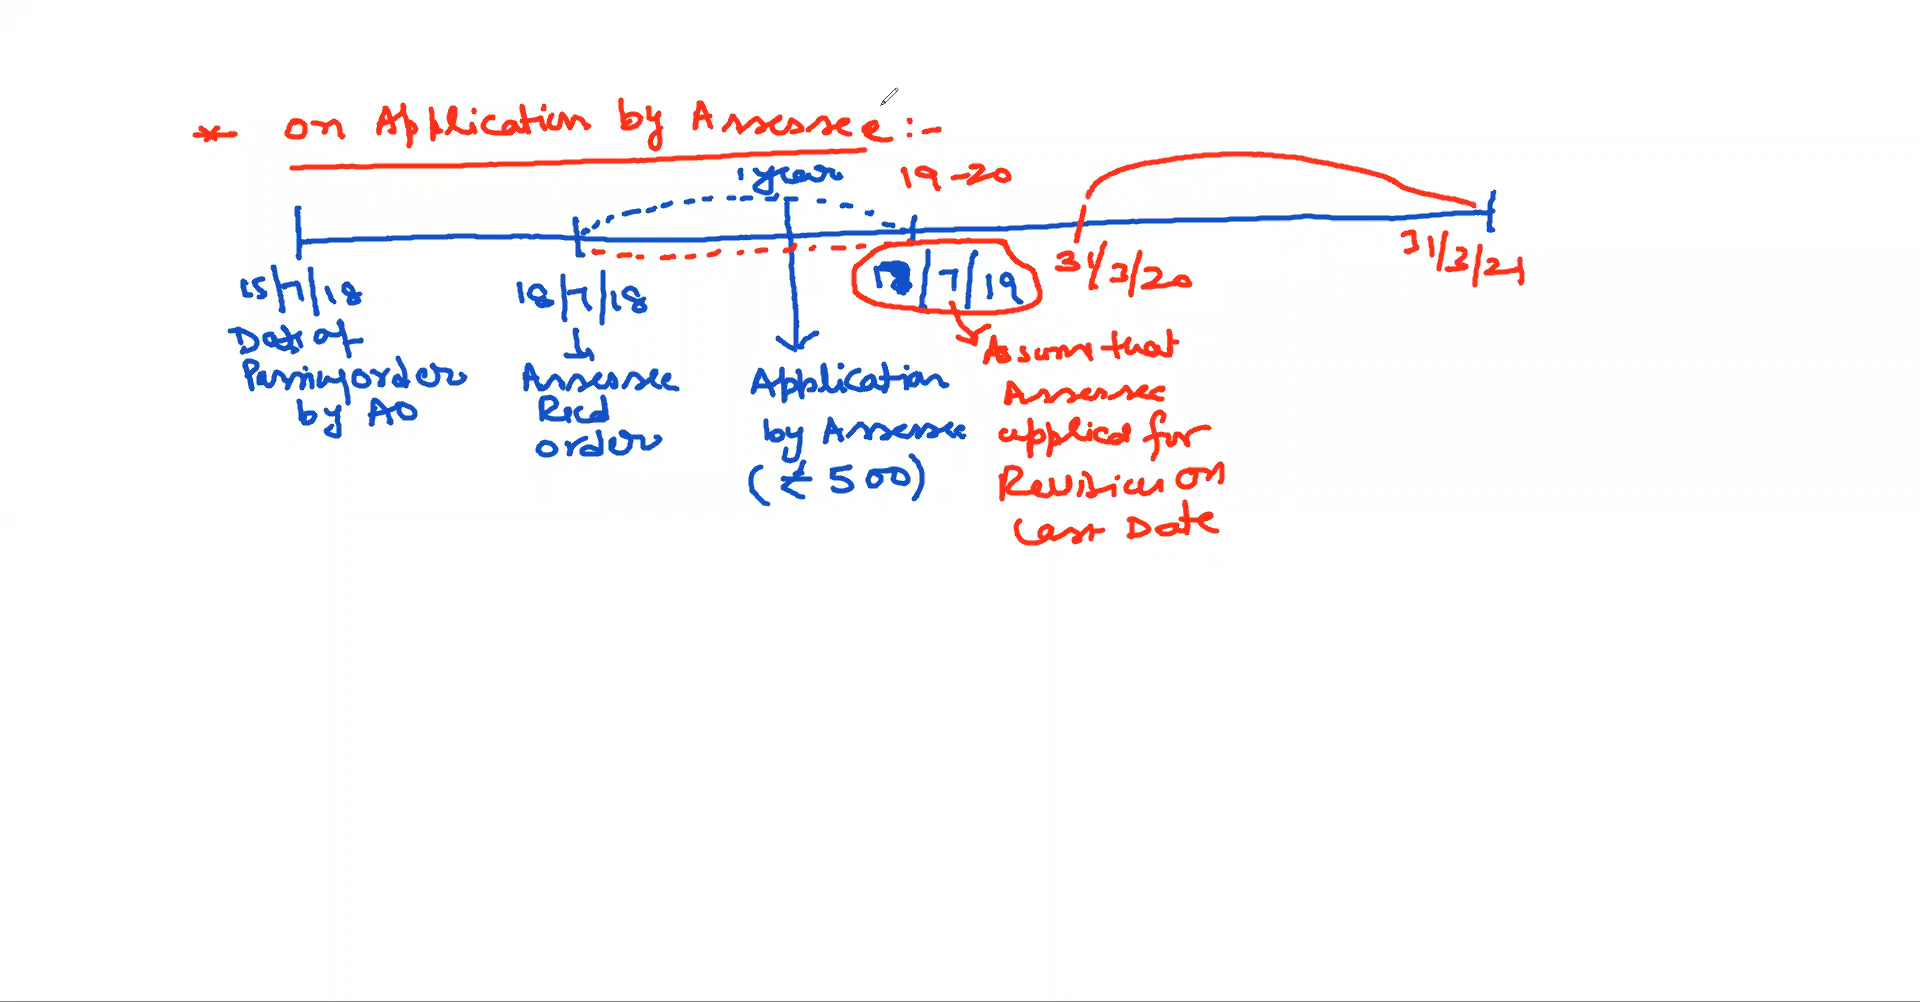 * on Application by Assessee :-
1 year
19-20
15/7/18
Date of
Passing order
by AO
18/7/18
Assessee
Recd
order
Application
by Assessee
(₹ 500)
/7/19
Assume that
Assessee
applied for
Revision on
Last Date
31/3/20
31/3/21